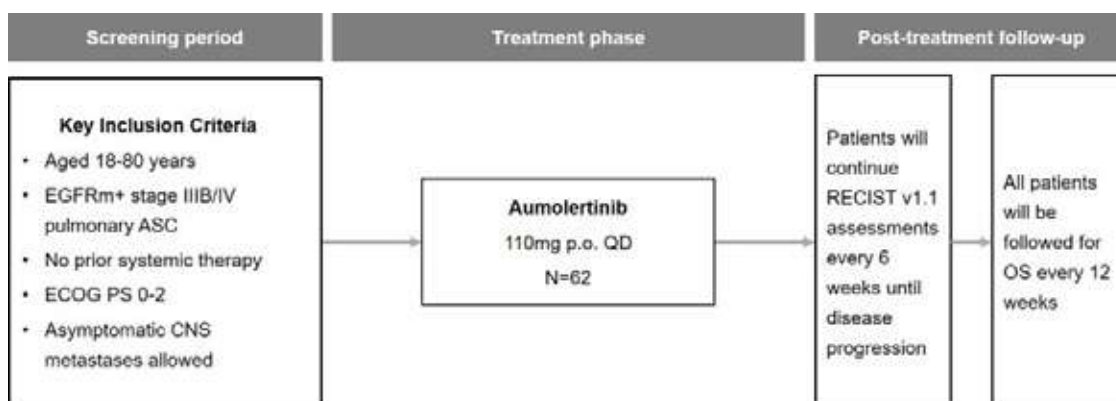 Screening period
Treatment phase
Post-treatment follow-up
Key Inclusion Criteria
• Aged 18-80 years
• EGFRm+ stage IIIB/IV
pulmonary ASC
• No prior systemic therapy
• ECOG PS 0-2
• Asymptomatic CNS
metastases allowed
Aumolertinib
110mg p.o. QD
N=62
Patients will
continue
RECIST v1.1
assessments
every 6
weeks until
disease
progression
All patients
will be
followed for
OS every 12
weeks